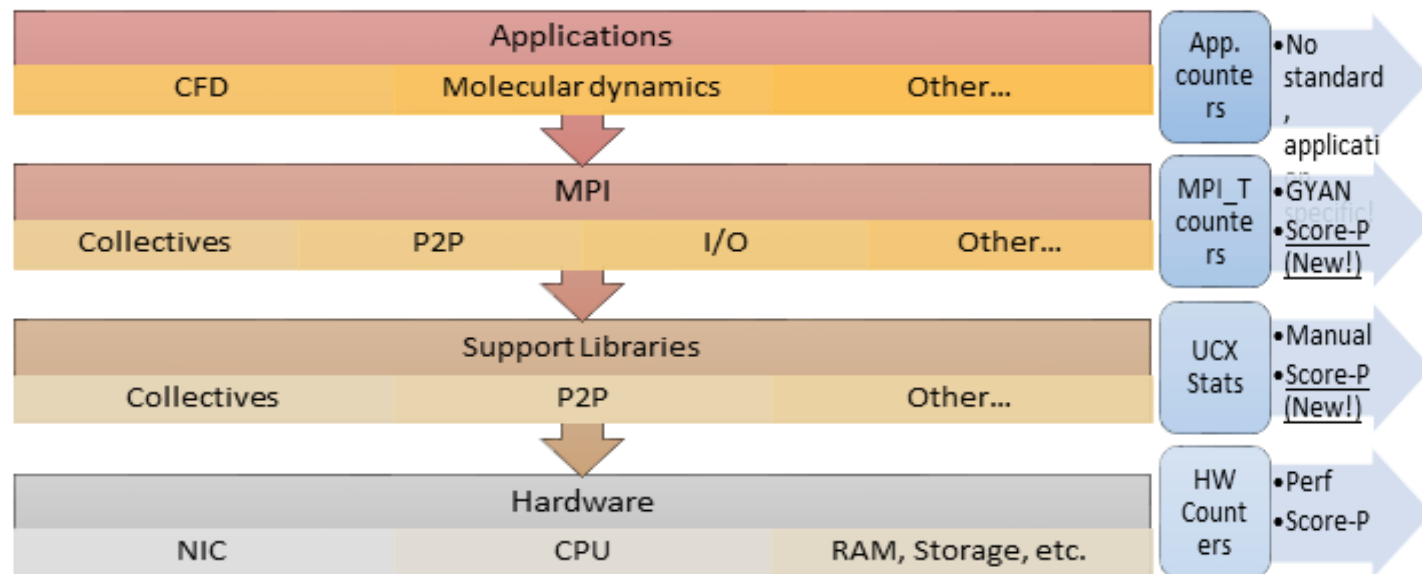 Applications
CFD Molecular dynamics Other...
App.
counte
rs
•No
standard
,
applicati
specific!
MPI
Collectives P2P I/O Other...
MPI_T
counte
rs
•GYAN
•Score-P
(New!)
Support Libraries
Collectives P2P Other...
UCX
Stats
•Manual
•Score-P
(New!)
Hardware
NIC CPU RAM, Storage, etc.
HW
Count
ers
•Perf
•Score-P